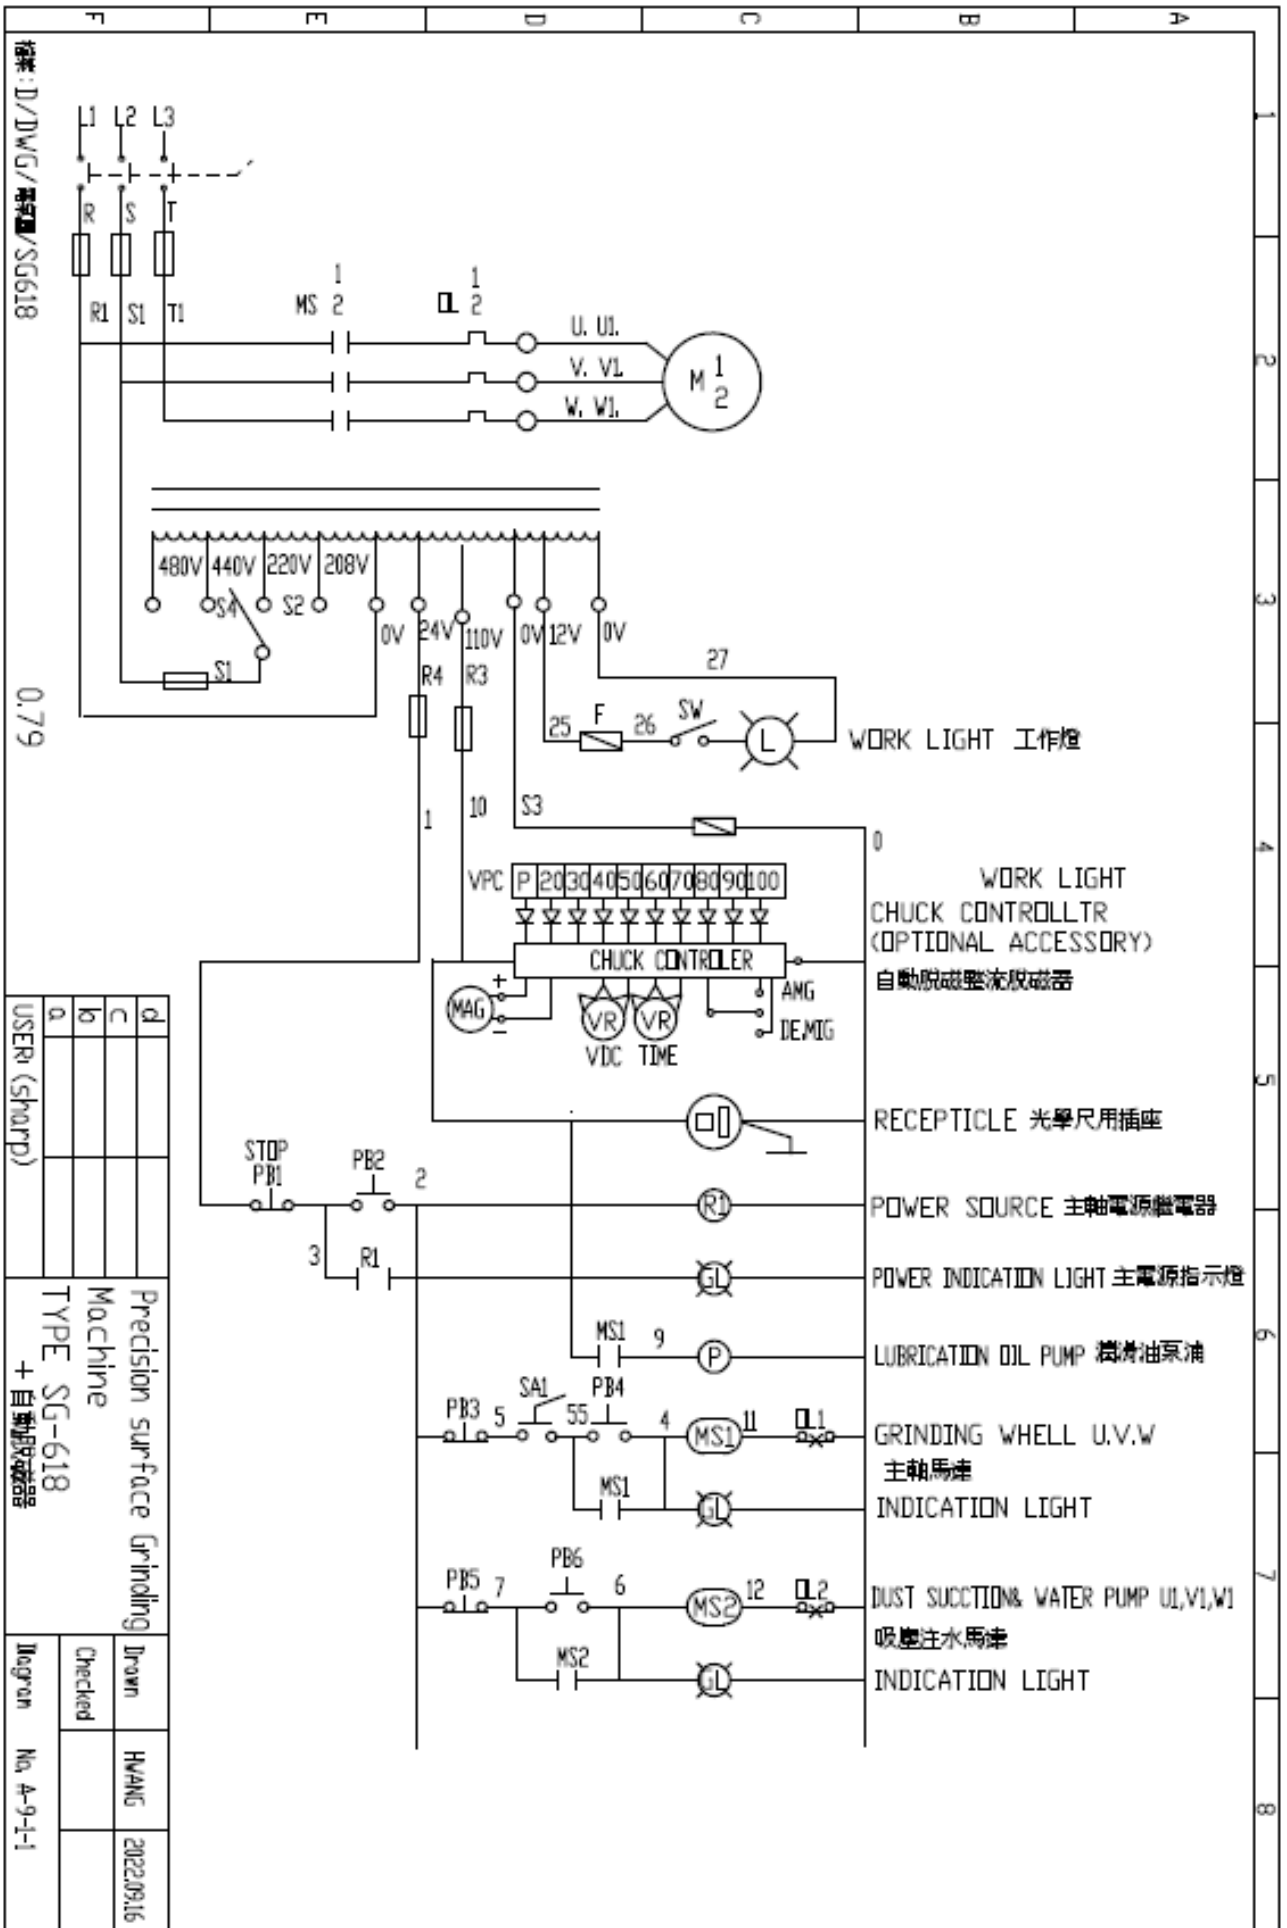 F E D C B A
1
2
3
4
5
6
7
8
L1 L2 L3
R S T
R1 S1 T1
MS 1 2
OL 1 2
U. U1.
V. V1.
W. W1.
M 1 2
480V 440V 220V 208V
S4 S2
0V 24V 110V 0V 12V 0V
S1
R4 R3
27
25 F 26 SW
L
WORK LIGHT 工作燈
1 10 S3
0
VPC P 20 30 40 50 60 70 80 90 100
WORK LIGHT
CHUCK CONTROLLTR
(OPTIONAL ACCESSORY)
自動脫磁整流脫磁器
CHUCK CONTROLER
MAG + -
VR VR
VDC TIME
AMG
DE.MIG
RECEPTICLE 光學尺用插座
STOP
PB1 PB2 2
R1
POWER SOURCE 主軸電源繼電器
3 R1
GL
POWER INDICATION LIGHT 主電源指示燈
MS1 9 P
LUBRICATION OIL PUMP 潤滑油泵浦
PB3 5 SA1 55 PB4 4 MS1 11 OL1
GRINDING WHELL U.V.W
主軸馬達
MS1 GL
INDICATION LIGHT
PB5 7 PB6 6 MS2 12 OL2
DUST SUCCTION& WATER PUMP U1,V1,W1
吸塵注水馬達
MS2 GL
INDICATION LIGHT
檔案:D/DWG/電氣圖/SG618
0.79
d
c
b
a
USER:(sharp)
Precision surface Grinding
Machine
TYPE SG-618
+自動脫磁器
Drawn HWANG 2022.09.16
Checked
Diagran No, A-9-1-1